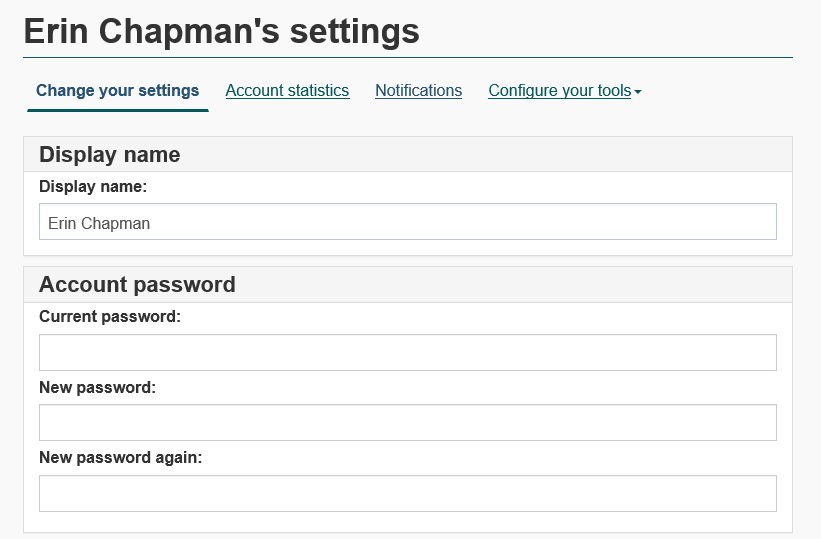 Erin Chapman's settings
Change your settings Account statistics Notifications Configure your tools
Display name
Display name:
Erin Chapman
Account password
Current password:
New password:
New password again: